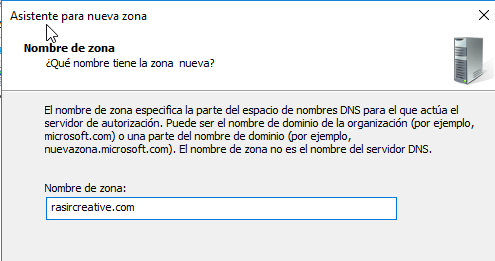 Asistente para nueva zona
Nombre de zona
¿Qué nombre tiene la zona nueva?
El nombre de zona especifica la parte del espacio de nombres DNS para el que actúa el
servidor de autorización. Puede ser el nombre de dominio de la organización (por ejemplo,
microsoft.com) o una parte del nombre de dominio (por ejemplo,
nuevazona.microsoft.com). El nombre de zona no es el nombre del servidor DNS.
Nombre de zona:
rasircreative.com